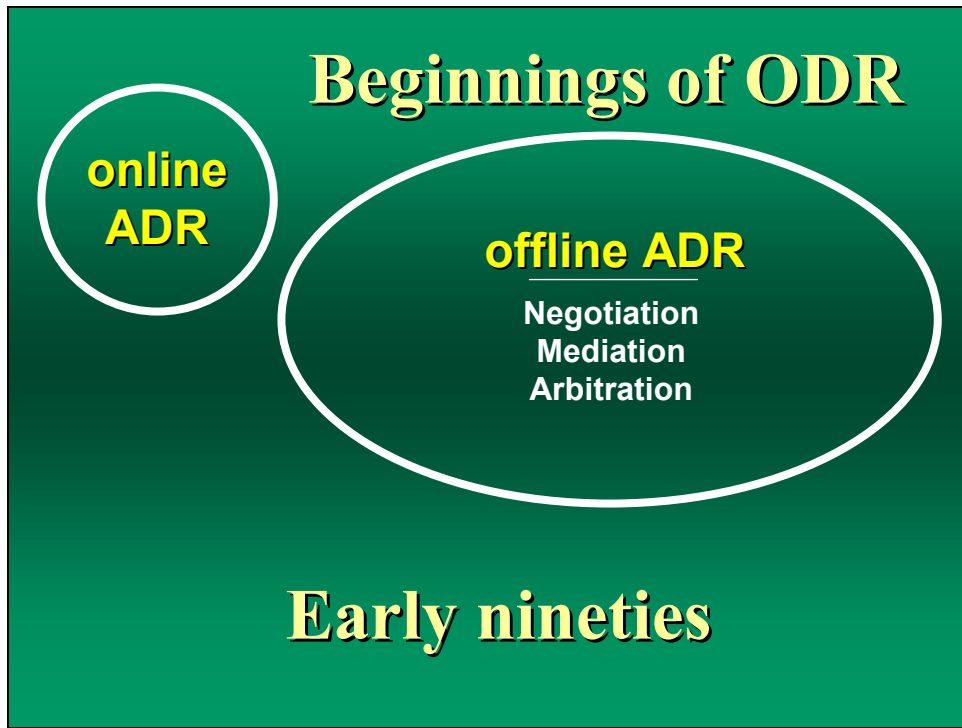 Beginnings of ODR
online
ADR
offline ADR
Negotiation
Mediation
Arbitration
Early nineties